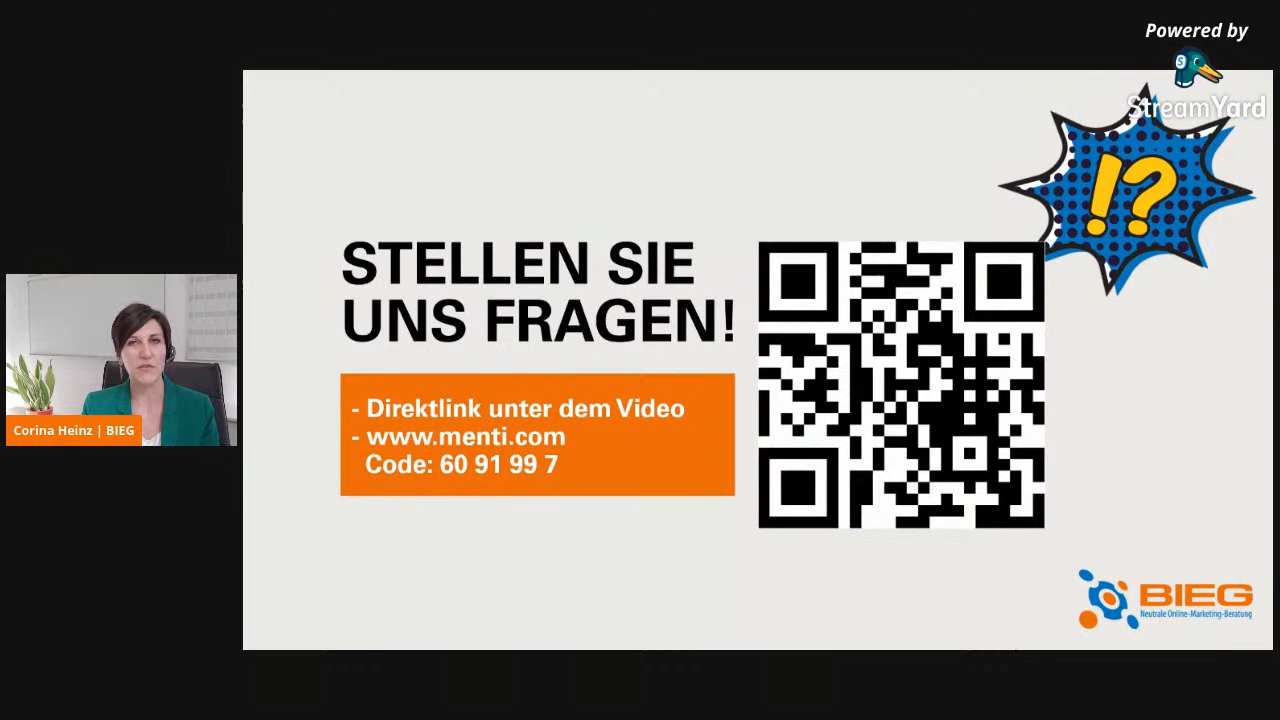 Powered by
StreamYard
!?
STELLEN SIE
UNS FRAGEN!
- Direktlink unter dem Video
- www.menti.com
Code: 60 91 99 7
Corina Heinz | BIEG
BIEG
Neutrale Online-Marketing-Beratung